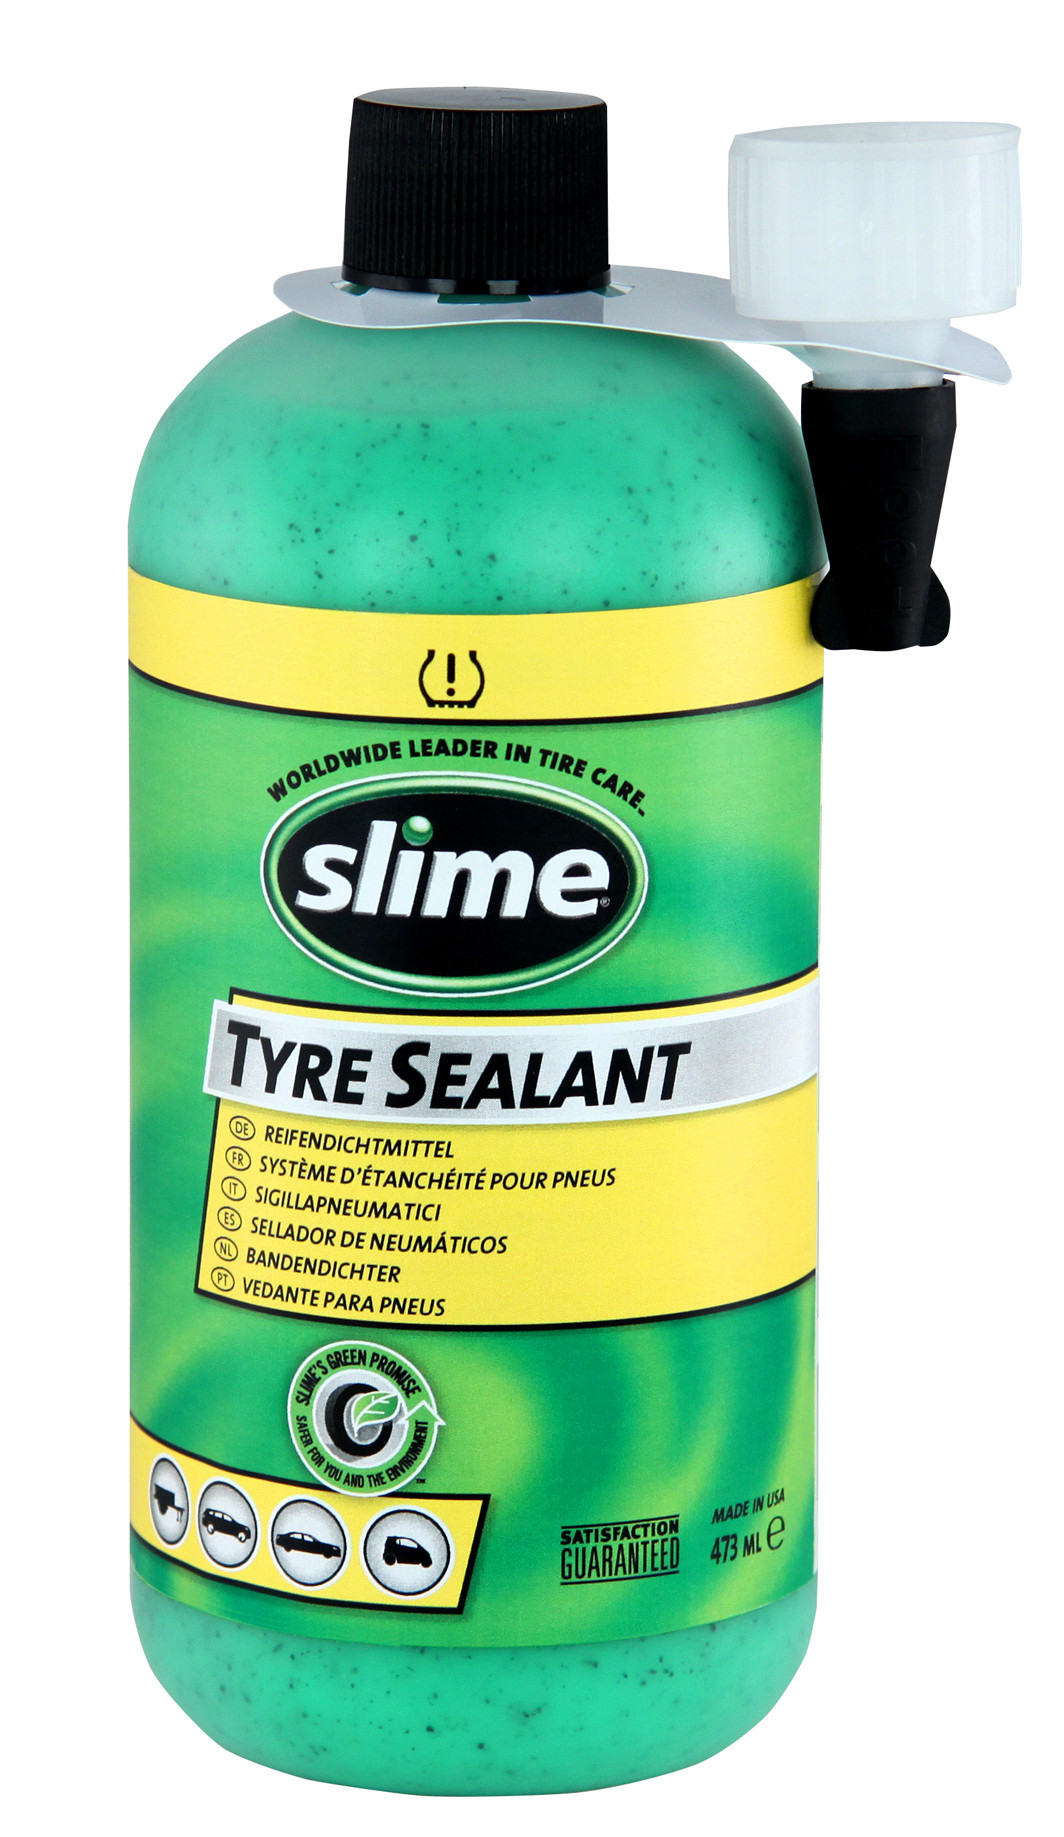 WORLDWIDE LEADER IN TIRE CARE™
slime®
TYRE SEALANT
DE REIFENDICHTMITTEL
FR SYSTÈME D'ÉTANCHÉITÉ POUR PNEUS
IT SIGILLAPNEUMATICI
ES SELLADOR DE NEUMÁTICOS
NL BANDENDICHTER
PT VEDANTE PARA PNEUS
SLIME'S GREEN PROMISE
SAFER FOR YOU AND THE ENVIRONMENT™
SATISFACTION
GUARANTEED
MADE IN USA
473 ML e